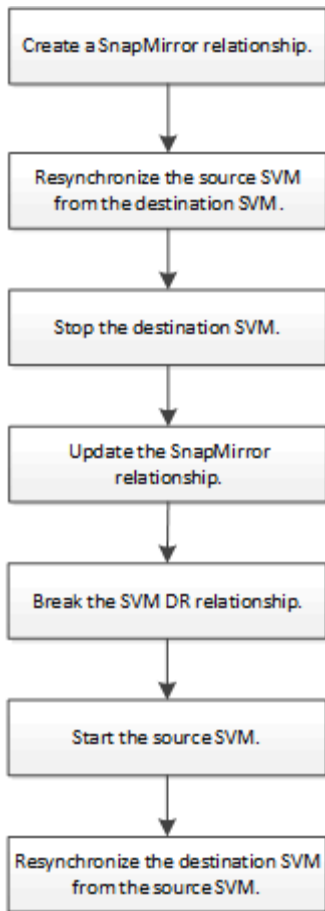 Create a SnapMirror relationship.
Resynchronize the source SVM
from the destination SVM.
Stop the destination SVM.
Update the SnapMirror
relationship.
Break the SVM DR relationship.
Start the source SVM.
Resynchronize the destination SVM
from the source SVM.